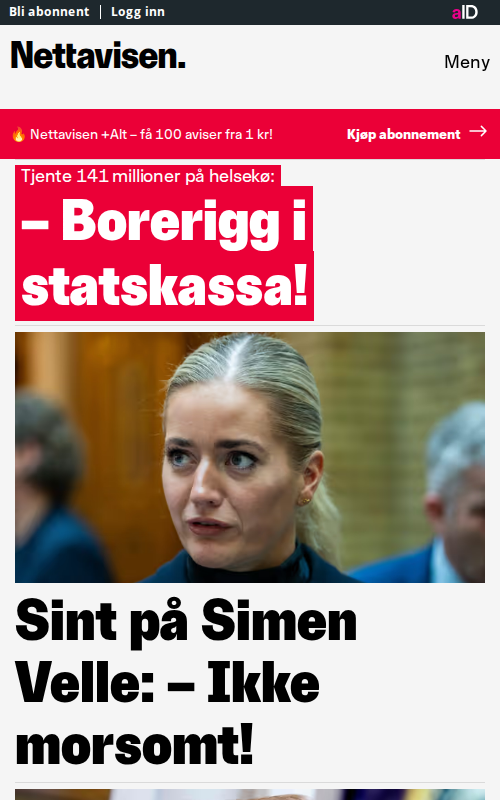 Bli abonnent | Logg inn
aID
Nettavisen.
Meny
🔥 Nettavisen +Alt – få 100 aviser fra 1 kr!
Kjøp abonnement →
Tjente 141 millioner på helsekø:
– Borerigg i
statskassa!
Sint på Simen
Velle: – Ikke
morsomt!